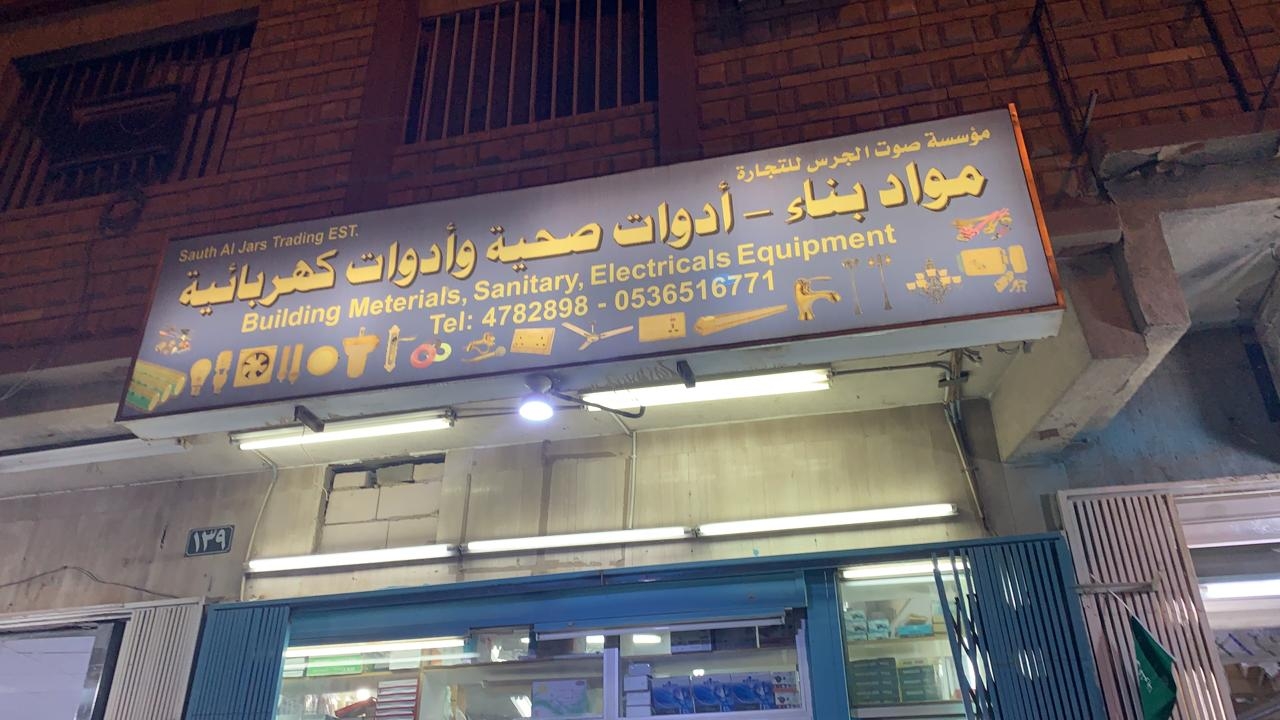 مؤسسة صوت الجرس للتجارة
Sauth Al Jars Trading EST.
مواد بناء - أدوات صحية وأدوات كهربائية
Building Meterials, Sanitary, Electricals Equipment
Tel: 4782898 - 0536516771
١٣٩